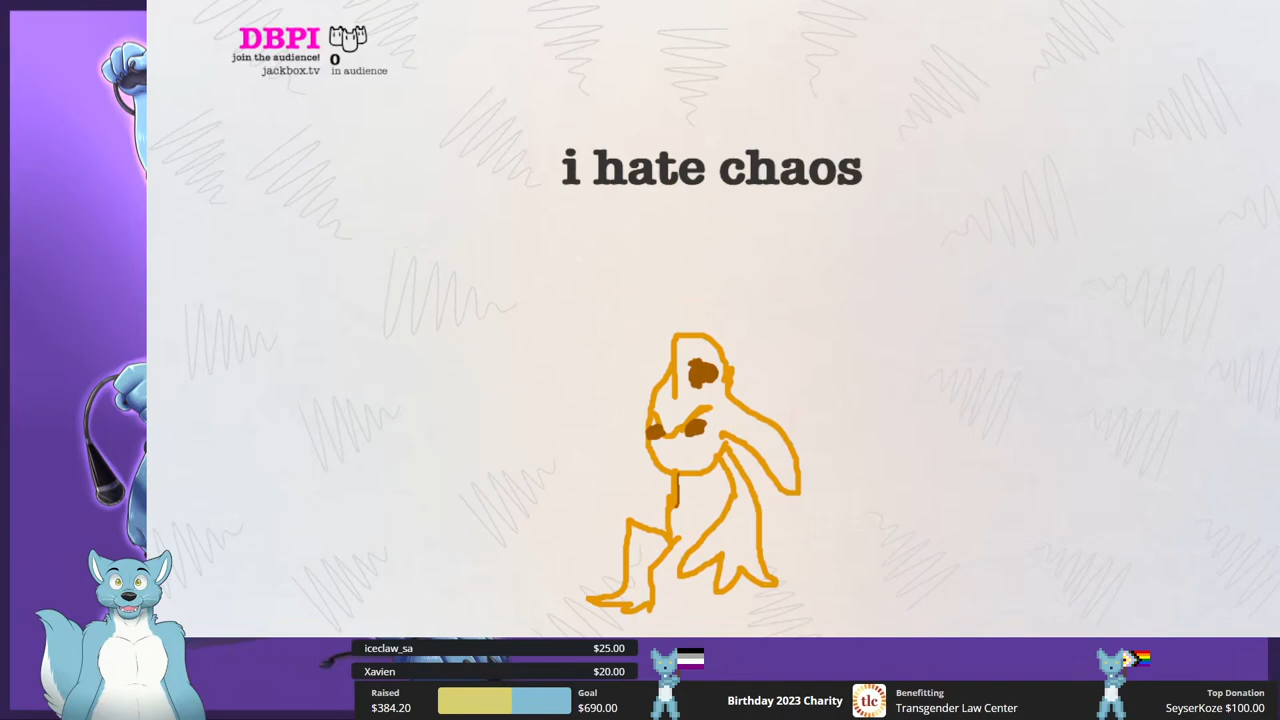 DBPI
join the audience!
jackbox.tv
0
in audience
i hate chaos
iceclaw_sa $25.00
Xavien $20.00
Raised
$384.20
Goal
$690.00
Birthday 2023 Charity
tlc
Benefitting
Transgender Law Center
Top Donation
SeyserKoze $100.00